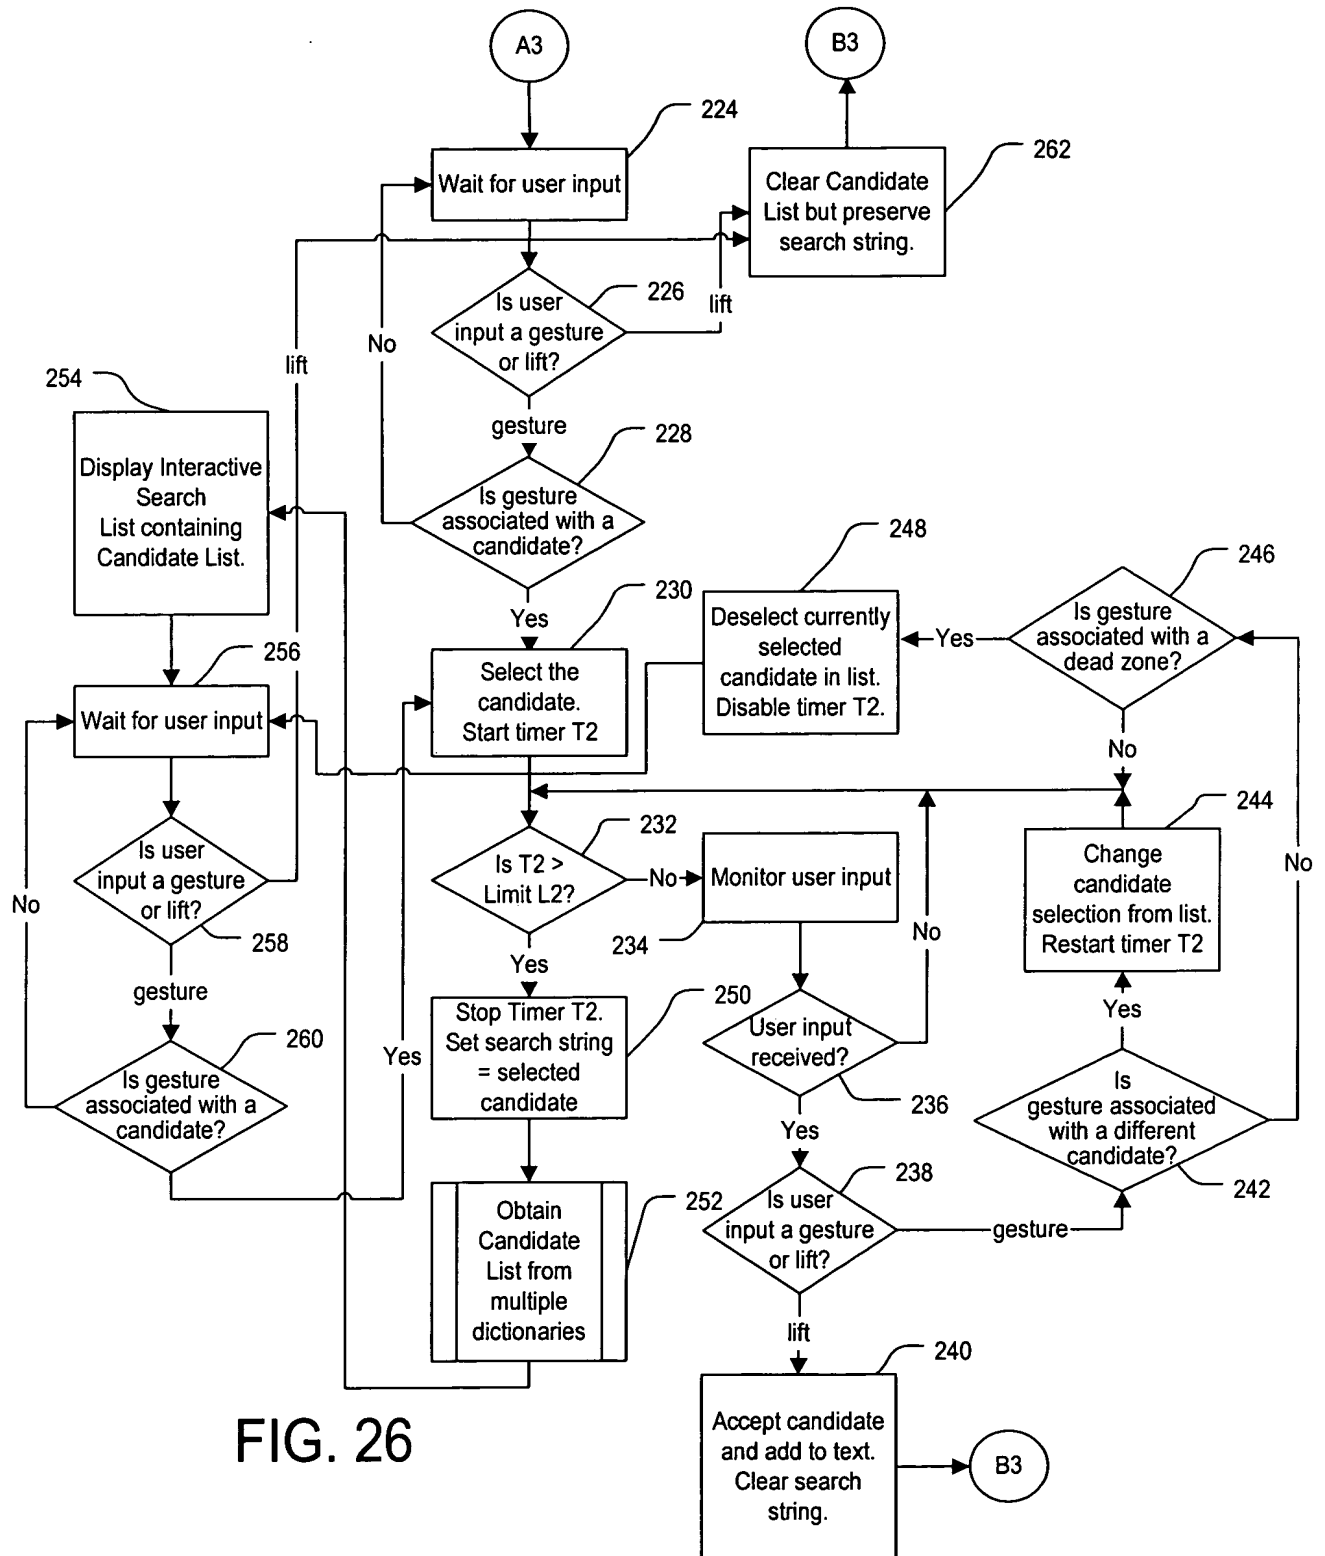 A3
B3
224
Wait for user input
262
Clear Candidate
List but preserve
search string.
226
Is user
input a gesture
or lift?
lift
No
lift
254
gesture
228
Display Interactive
Search
List containing
Candidate List.
Is gesture
associated with a
candidate?
248
246
230
Yes
Deselect currently
selected
candidate in list.
Disable timer T2.
Yes
Is gesture
associated with a
dead zone?
256
Select the
candidate.
Start timer T2
Wait for user input
No
244
232
Is user
input a gesture
or lift?
Is T2 >
Limit L2?
No
Monitor user input
Change
candidate
selection from list.
Restart timer T2
No
No
258
234
No
Yes
gesture
250
Stop Timer T2.
Set search string
= selected
candidate
User input
received?
Yes
260
Yes
Is gesture
associated with a
candidate?
236
Is
gesture associated
with a different
candidate?
Yes
238
242
252
Obtain
Candidate
List from
multiple
dictionaries
Is user
input a gesture
or lift?
gesture
lift
240
Accept candidate
and add to text.
Clear search
string.
B3
FIG. 26